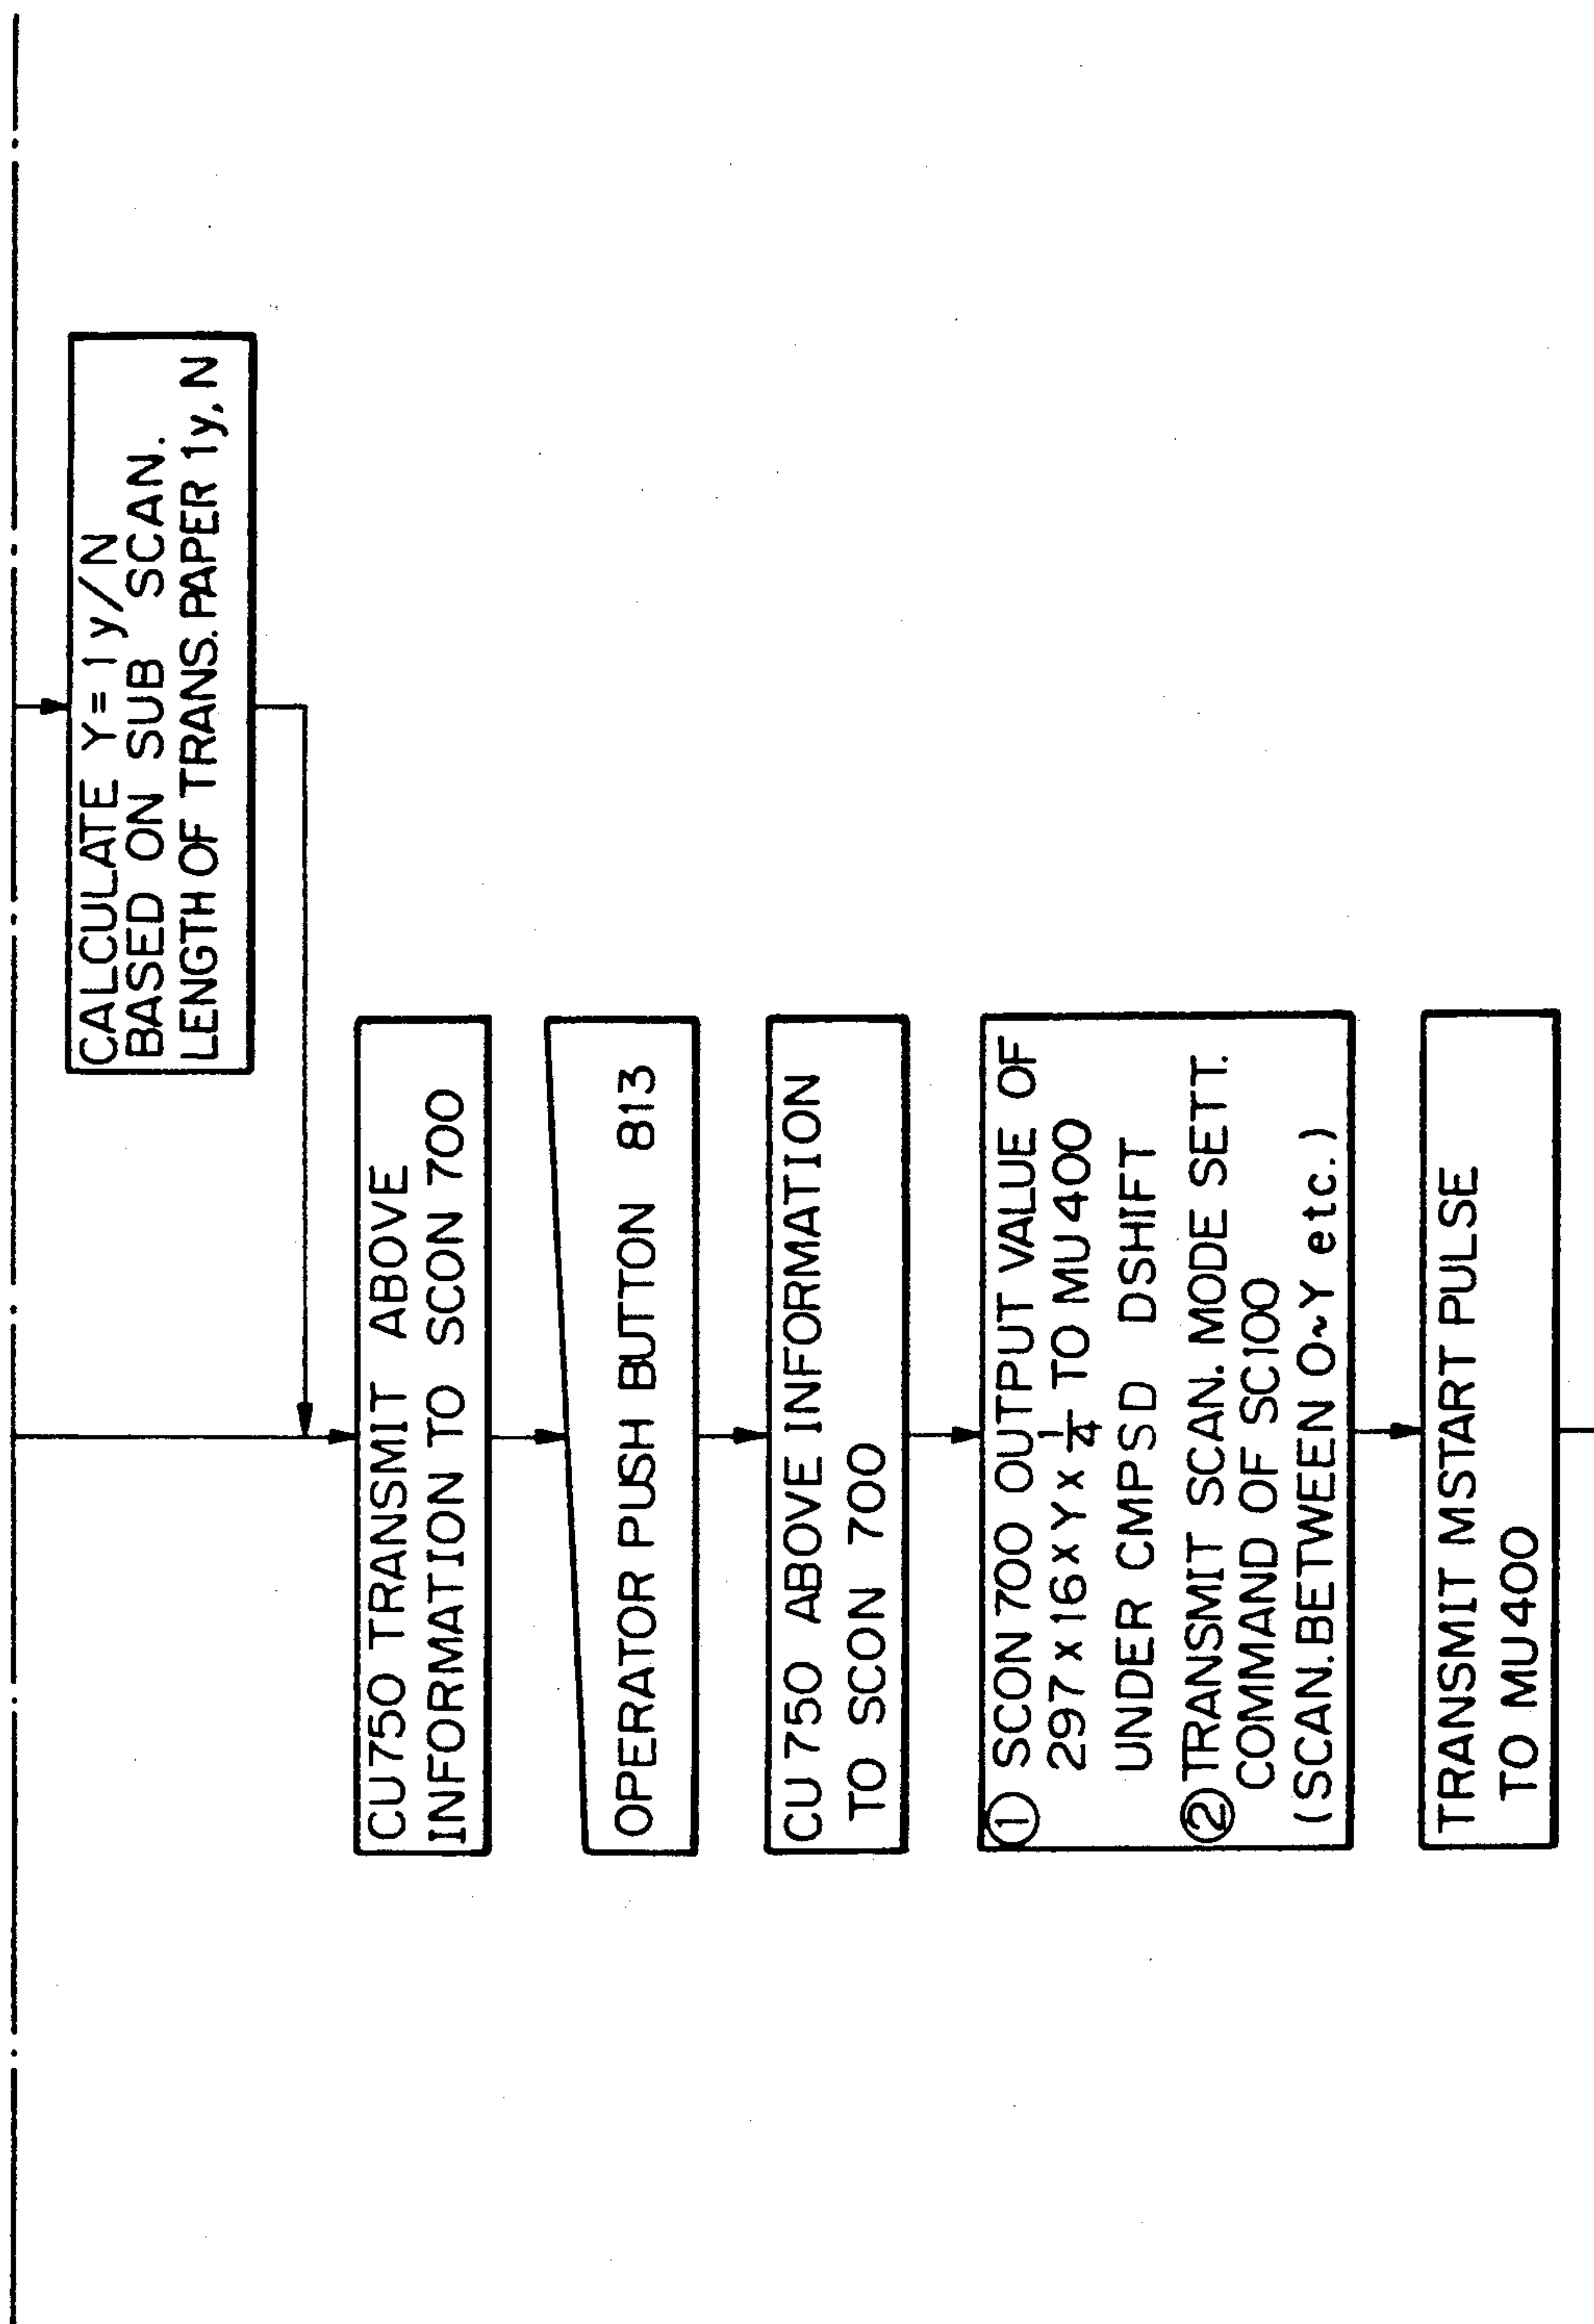 CALCULATE Y = 1y/N
BASED ON SUB SCAN.
LENGTH OF TRANS. PAPER 1y, N
CU750 TRANSMIT ABOVE
INFORMATION TO SCON 700
OPERATOR PUSH BUTTON 813
CU 750 ABOVE INFORMATION
TO SCON 700
① SCON 700 OUTPUT VALUE OF
297 x 16 x Y x 1/4 TO MU 400
UNDER CMPSD DSHIFT
② TRANSMIT SCAN. MODE SETT.
COMMAND OF SC100
(SCAN. BETWEEN O~Y etc.)
TRANSMIT MSTART PULSE
TO MU400